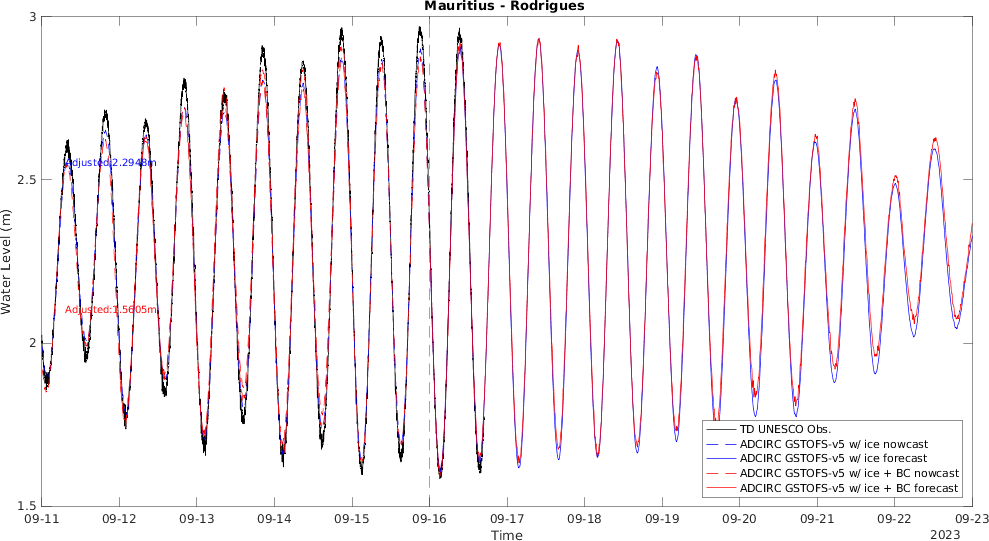 Mauritius - Rodrigues
Water Level (m)
3
2.5
2
1.5
Adjusted:2.2948m
Adjusted:1.5605m
TD UNESCO Obs.
ADCIRC GSTOFS-v5 w/ ice nowcast
ADCIRC GSTOFS-v5 w/ ice forecast
ADCIRC GSTOFS-v5 w/ ice + BC nowcast
ADCIRC GSTOFS-v5 w/ ice + BC forecast
09-11 09-12 09-13 09-14 09-15 09-16 09-17 09-18 09-19 09-20 09-21 09-22 09-23
Time
2023